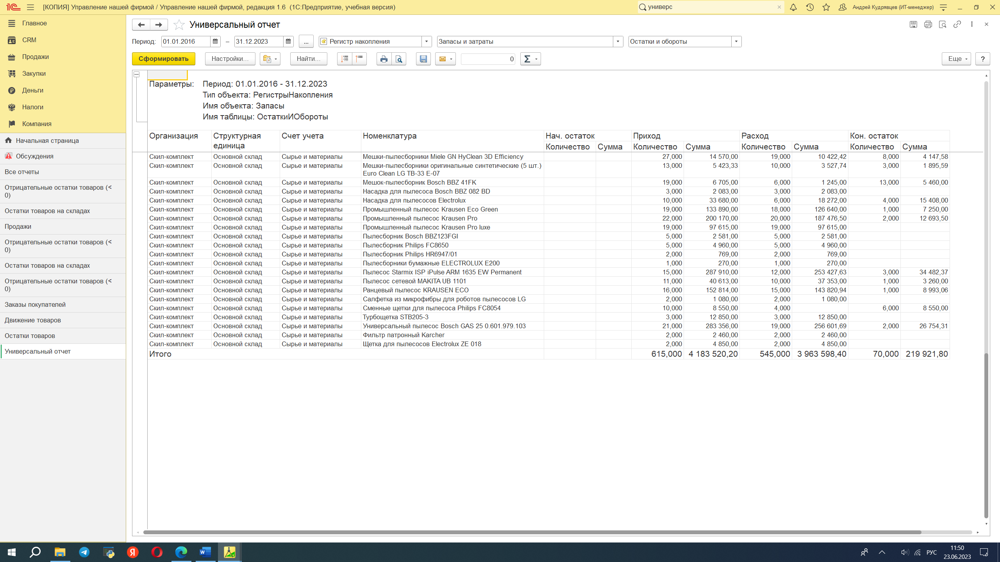 [КОПИЯ] Управление нашей фирмой / Управление нашей фирмой, редакция 1.6 (1С:Предприятие, учебная версия)
универс
Андрей Кудрявцев (ИТ-менеджер)
Главное
CRM
Продажи
Закупки
Деньги
Налоги
Компания
Начальная страница
Обсуждения
Все отчеты
Отрицательные остатки товаров (<
0)
Остатки товаров на складах
Продажи
Отрицательные остатки товаров (<
0)
Остатки товаров на складах
Отрицательные остатки товаров (<
0)
Заказы покупателей
Движение товаров
Остатки товаров
Универсальный отчет
Универсальный отчет
Период: 01.01.2016 – 31.12.2023 ... Регистр накопления Запасы и затраты Остатки и обороты
Сформировать Настройки... Найти... 0 Σ Еще ?
Параметры: Период: 01.01.2016 - 31.12.2023
Тип объекта: РегистрыНакопления
Имя объекта: Запасы
Имя таблицы: ОстаткиИОбороты
Организация Структурная единица Счет учета Номенклатура Нач. остаток Приход Расход Кон. остаток
Количество Сумма Количество Сумма Количество Сумма Количество Сумма
Скил-комплект Основной склад Сырье и материалы Мешки-пылесборники Miele GN HyClean 3D Efficiency 27,000 14 570,00 19,000 10 422,42 8,000 4 147,58
Скил-комплект Основной склад Сырье и материалы Мешки-пылесборники оригинальные синтетические (5 шт.) 13,000 5 423,33 10,000 3 527,74 3,000 1 895,59
Euro Clean LG TB-33 E-07
Скил-комплект Основной склад Сырье и материалы Мешок-пылесборник Bosch BBZ 41FK 19,000 6 705,00 6,000 1 245,00 13,000 5 460,00
Скил-комплект Основной склад Сырье и материалы Насадка для пылесоса Bosch BBZ 082 BD 3,000 2 083,00 3,000 2 083,00
Скил-комплект Основной склад Сырье и материалы Насадка для пылесосов Electrolux 10,000 33 680,00 6,000 18 272,00 4,000 15 408,00
Скил-комплект Основной склад Сырье и материалы Промышленный пылесос Krausen Eco Green 19,000 133 890,00 18,000 126 640,00 1,000 7 250,00
Скил-комплект Основной склад Сырье и материалы Промышленный пылесос Krausen Pro 22,000 200 170,00 20,000 187 476,50 2,000 12 693,50
Скил-комплект Основной склад Сырье и материалы Промышленный пылесос Krausen Pro luxe 19,000 97 615,00 19,000 97 615,00
Скил-комплект Основной склад Сырье и материалы Пылесборник Bosch BBZ123FGI 5,000 2 581,00 5,000 2 581,00
Скил-комплект Основной склад Сырье и материалы Пылесборник Philips FC8650 5,000 4 960,00 5,000 4 960,00
Скил-комплект Основной склад Сырье и материалы Пылесборник Philips HR6947/01 2,000 769,00 2,000 769,00
Скил-комплект Основной склад Сырье и материалы Пылесборники бумажные ELECTROLUX E200 1,000 270,00 1,000 270,00
Скил-комплект Основной склад Сырье и материалы Пылесос Starmix ISP iPulse ARM 1635 EW Permanent 15,000 287 910,00 12,000 253 427,63 3,000 34 482,37
Скил-комплект Основной склад Сырье и материалы Пылесос сетевой MAKITA UB 1101 11,000 40 613,00 10,000 37 353,00 1,000 3 260,00
Скил-комплект Основной склад Сырье и материалы Ранцевый пылесос KRAUSEN ECO 16,000 152 814,00 15,000 143 820,94 1,000 8 993,06
Скил-комплект Основной склад Сырье и материалы Салфетка из микрофибры для роботов пылесосов LG 2,000 1 080,00 2,000 1 080,00
Скил-комплект Основной склад Сырье и материалы Сменные щетки для пылесоса Philips FC8054 10,000 8 550,00 4,000 6,000 8 550,00
Скил-комплект Основной склад Сырье и материалы Турбощетка STB205-3 3,000 12 850,00 3,000 12 850,00
Скил-комплект Основной склад Сырье и материалы Универсальный пылесос Bosch GAS 25 0.601.979.103 21,000 283 356,00 19,000 256 601,69 2,000 26 754,31
Скил-комплект Основной склад Сырье и материалы Фильтр патронный Karcher 2,000 2 460,00 2,000 2 460,00
Скил-комплект Основной склад Сырье и материалы Щетка для пылесосов Electrolux ZE 018 2,000 4 850,00 2,000 4 850,00
Итого 615,000 4 183 520,20 545,000 3 963 598,40 70,000 219 921,80
РУС
11:50
23.06.2023